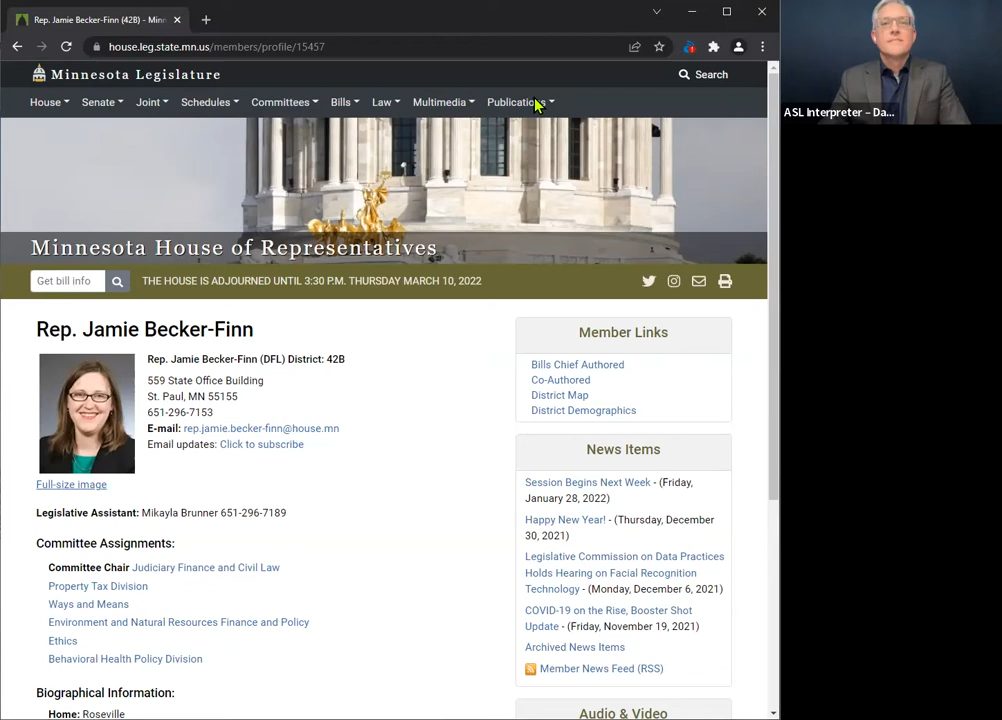 Rep. Jamie Becker-Finn (42B) - Minn
house.leg.state.mn.us/members/profile/15457
Minnesota Legislature
Search
House Senate Joint Schedules Committees Bills Law Multimedia Publications
Minnesota House of Representatives
Get bill info
THE HOUSE IS ADJOURNED UNTIL 3:30 P.M. THURSDAY MARCH 10, 2022
Rep. Jamie Becker-Finn
Rep. Jamie Becker-Finn (DFL) District: 42B
559 State Office Building
St. Paul, MN 55155
651-296-7153
E-mail: rep.jamie.becker-finn@house.mn
Email updates: Click to subscribe
Full-size image
Legislative Assistant: Mikayla Brunner 651-296-7189
Committee Assignments:
Committee Chair Judiciary Finance and Civil Law
Property Tax Division
Ways and Means
Environment and Natural Resources Finance and Policy
Ethics
Behavioral Health Policy Division
Biographical Information:
Home: Roseville
Member Links
Bills Chief Authored
Co-Authored
District Map
District Demographics
News Items
Session Begins Next Week - (Friday,
January 28, 2022)
Happy New Year! - (Thursday, December
30, 2021)
Legislative Commission on Data Practices
Holds Hearing on Facial Recognition
Technology - (Monday, December 6, 2021)
COVID-19 on the Rise, Booster Shot
Update - (Friday, November 19, 2021)
Archived News Items
Member News Feed (RSS)
Audio & Video
ASL Interpreter – Da...